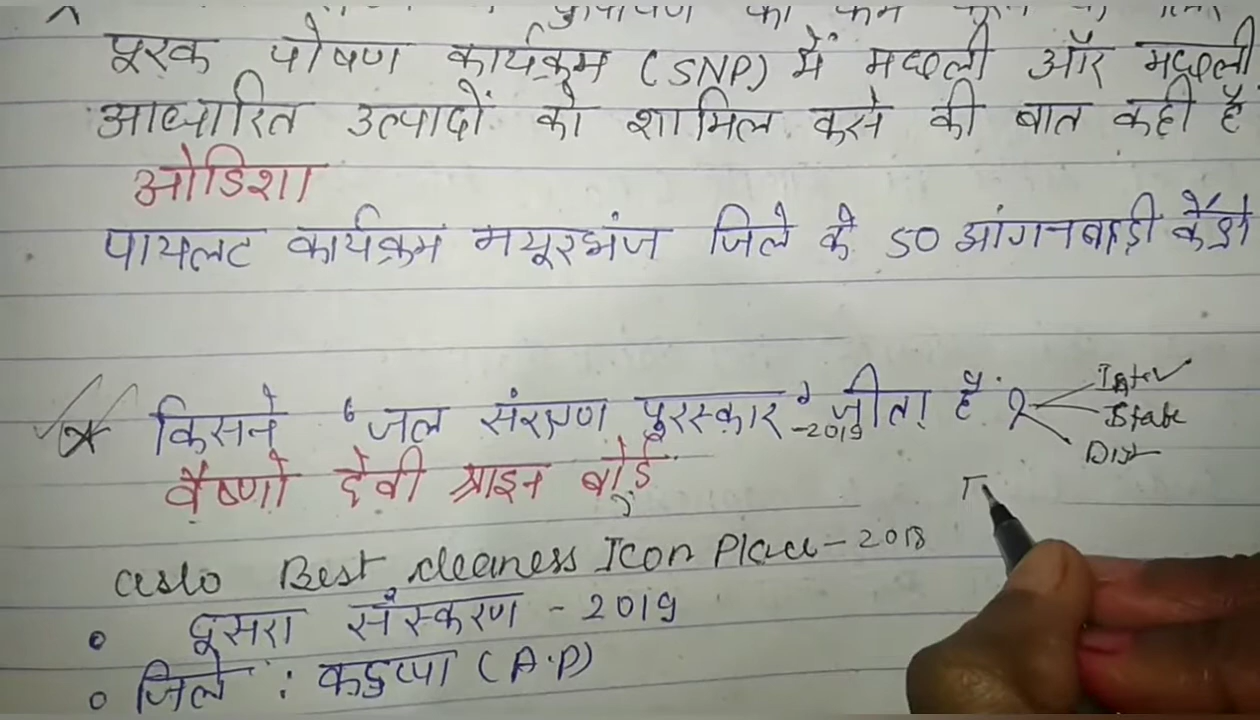 पूरक पोषण कार्यक्रम (SNP) में मछली और मछली
आधारित उत्पादों को शामिल करने की बात कही है
ओडिशा
पायलट कार्यक्रम मयूरभंज जिले के 50 आंगनबाड़ी केंद्रों
किसने "जल संरक्षण पुरस्कार" -2019 जीता है ?
State
Dist
वैष्णो देवी श्राइन बोर्ड
also Best cleaness Icon Place - 2018
दूसरा संस्करण - 2019
जिले : कडप्पा (A.P)